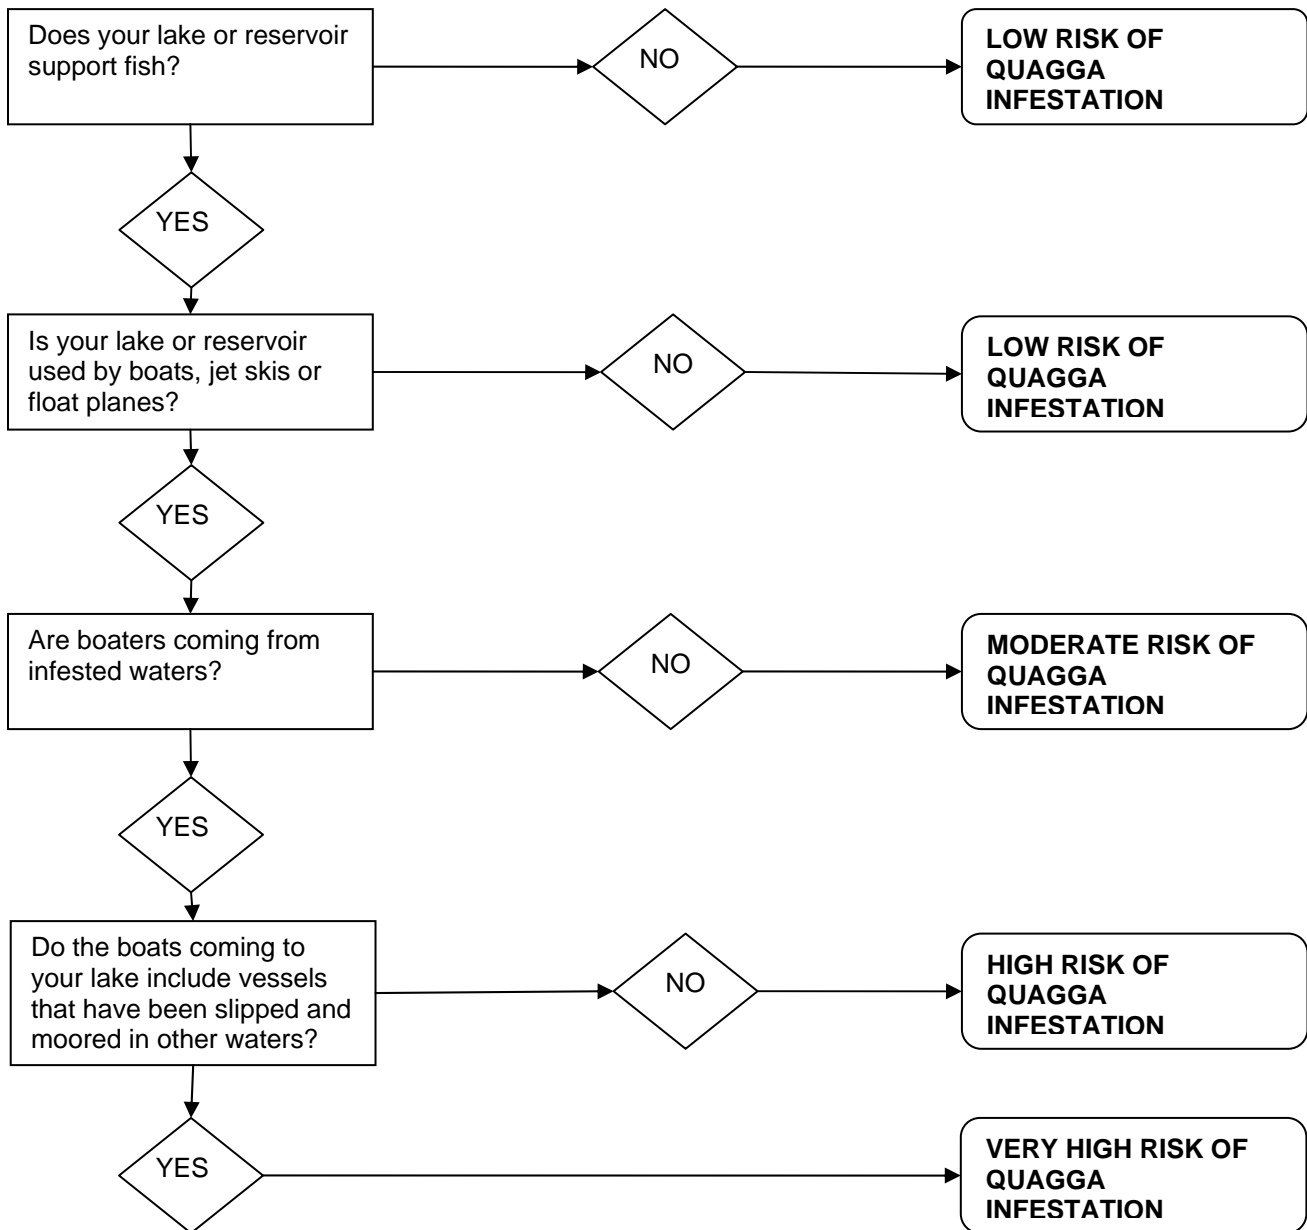 Does your lake or reservoir
support fish?
NO
LOW RISK OF
QUAGGA
INFESTATION
YES
Is your lake or reservoir
used by boats, jet skis or
float planes?
NO
LOW RISK OF
QUAGGA
INFESTATION
YES
Are boaters coming from
infested waters?
NO
MODERATE RISK OF
QUAGGA
INFESTATION
YES
Do the boats coming to
your lake include vessels
that have been slipped and
moored in other waters?
NO
HIGH RISK OF
QUAGGA
INFESTATION
YES
VERY HIGH RISK OF
QUAGGA
INFESTATION